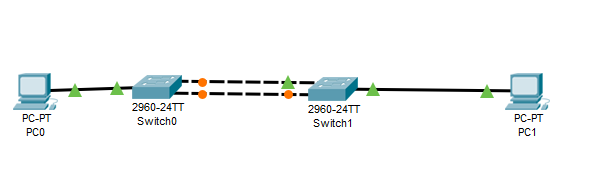 PC-PT
PC0
2960-24TT
Switch0
2960-24TT
Switch1
PC-PT
PC1